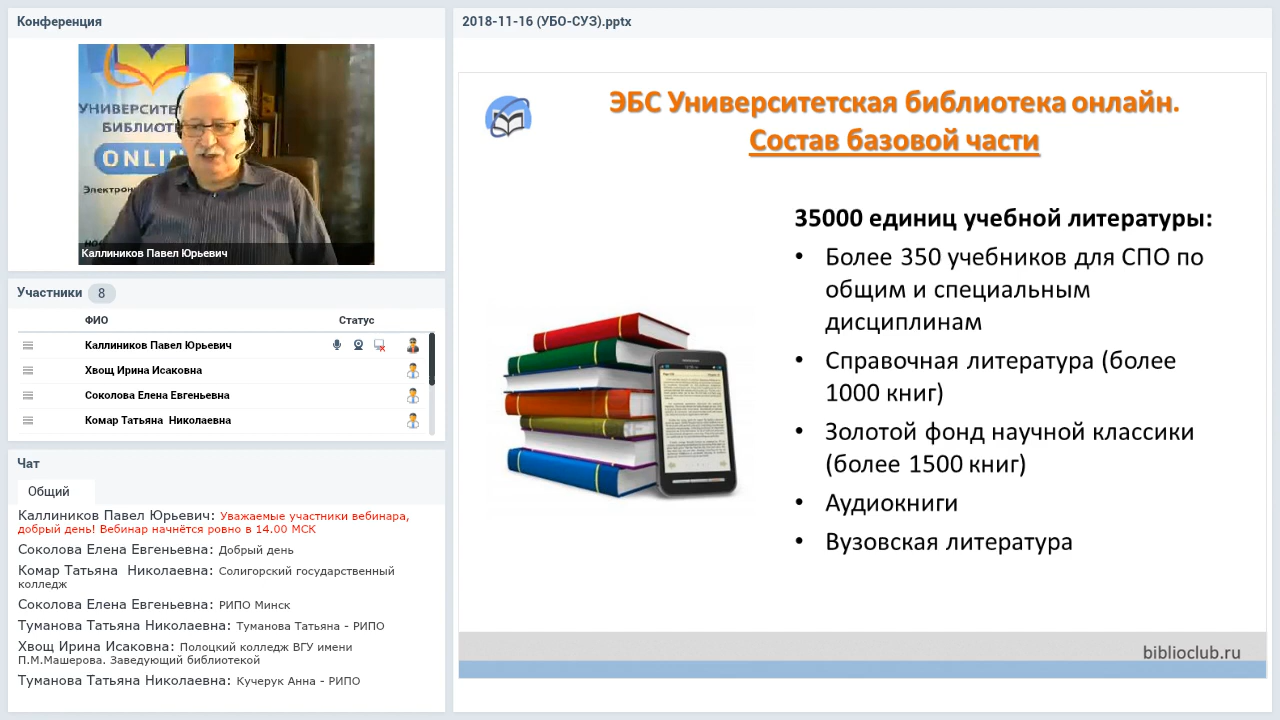 Конференция
УНИВЕРСИТЕ
БИБЛИОТ
ONLIN
Электрон
Каллиников Павел Юрьевич
Участники 8
ФИО Статус
Каллиников Павел Юрьевич
Хвощ Ирина Исаковна
Соколова Елена Евгеньевна
Комар Татьяна  Николаевна
Чат
Общий
Каллиников Павел Юрьевич: Уважаемые участники вебинара,
добрый день! Вебинар начнётся ровно в 14.00 МСК
Соколова Елена Евгеньевна: Добрый день
Комар Татьяна  Николаевна: Солигорский государственный
колледж
Соколова Елена Евгеньевна: РИПО Минск
Туманова Татьяна Николаевна: Туманова Татьяна - РИПО
Хвощ Ирина Исаковна: Полоцкий колледж ВГУ имени
П.М.Машерова. Заведующий библиотекой
Туманова Татьяна Николаевна: Кучерук Анна - РИПО
2018-11-16 (УБО-СУЗ).pptx
ЭБС Университетская библиотека онлайн.
Состав базовой части
35000 единиц учебной литературы:
• Более 350 учебников для СПО по
общим и специальным
дисциплинам
• Справочная литература (более
1000 книг)
• Золотой фонд научной классики
(более 1500 книг)
• Аудиокниги
• Вузовская литература
biblioclub.ru